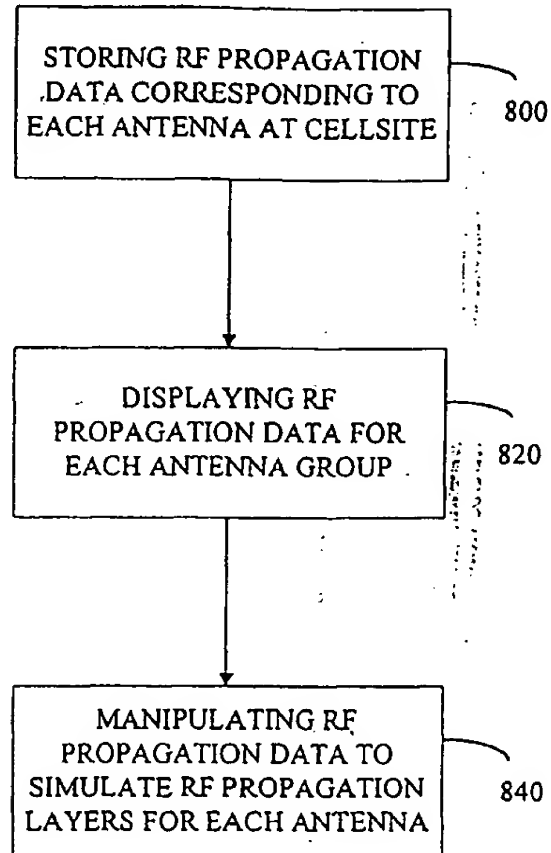 STORING RF PROPAGATION
DATA CORRESPONDING TO
EACH ANTENNA AT CELLSITE
800
DISPLAYING RF
PROPAGATION DATA FOR
EACH ANTENNA GROUP
820
MANIPULATING RF
PROPAGATION DATA TO
SIMULATE RF PROPAGATION
LAYERS FOR EACH ANTENNA
840